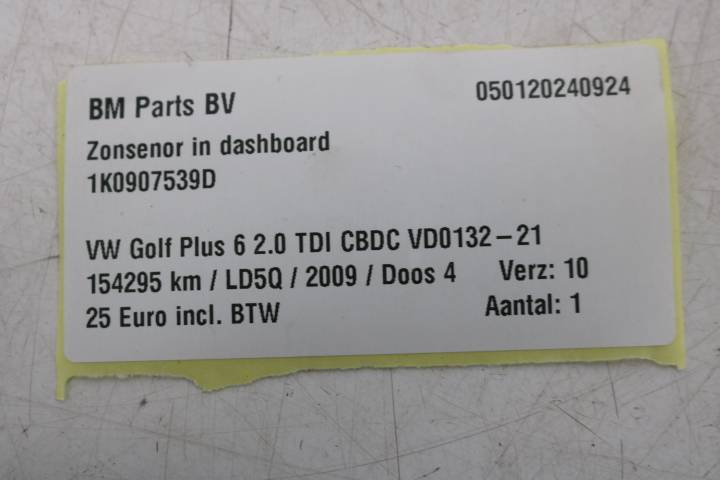 BM Parts BV 050120240924
Zonsenor in dashboard
1K0907539D
VW Golf Plus 6 2.0 TDI CBDC VD0132-21
154295 km / LD5Q / 2009 / Doos 4 Verz: 10
25 Euro incl. BTW Aantal: 1